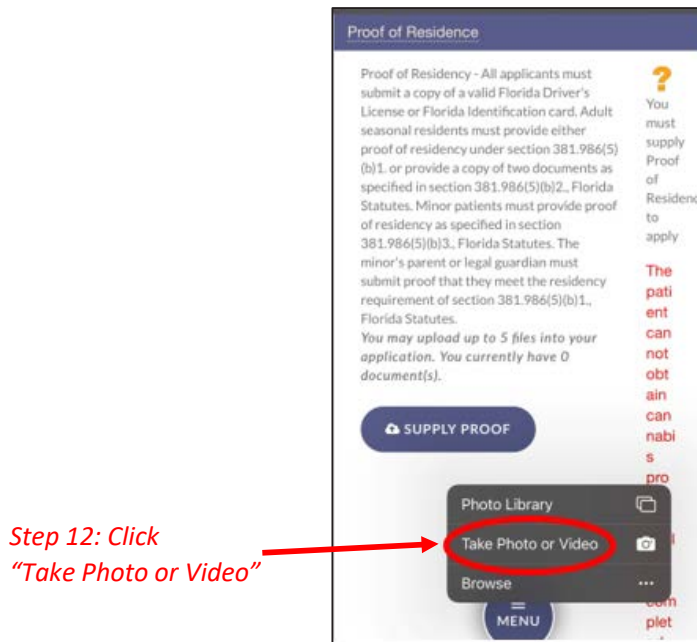 Proof of Residence
Proof of Residency - All applicants must
submit a copy of a valid Florida Driver's
License or Florida Identification card. Adult
seasonal residents must provide either
proof of residency under section 381.986(5)
(b)1. or provide a copy of two documents as
specified in section 381.986(5)(b)2., Florida
Statutes. Minor patients must provide proof
of residency as specified in section
381.986(5)(b)3., Florida Statutes. The
minor's parent or legal guardian must
submit proof that they meet the residency
requirement of section 381.986(5)(b)1.,
Florida Statutes.
You may upload up to 5 files into your
application. You currently have 0
document(s).
SUPPLY PROOF
?
You
must
supply
Proof
of
Residenc
to
apply
The
pati
ent
can
not
obt
ain
can
nabi
s
pro
Photo Library
Take Photo or Video
Browse
MENU
plet
Step 12: Click
“Take Photo or Video”